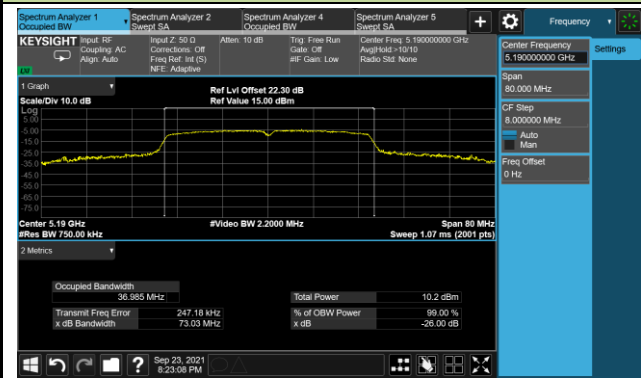 Spectrum Analyzer 1
Occupied BW
Spectrum Analyzer 2
Swept SA
Spectrum Analyzer 4
Occupied BW
Spectrum Analyzer 5
Swept SA
Frequency
KEYSIGHT
Input: RF
Coupling: AC
Align: Auto
Input Z: 50 Ω
Corrections: Off
Freq Ref: Int (S)
NFE: Adaptive
Atten: 10 dB
Trig: Free Run
Gate: Off
#IF Gain: Low
Center Freq: 5.190000000 GHz
Avg|Hold:>10/10
Radio Std: None
Center Frequency
5.190000000 GHz
Settings
Span
80.000 MHz
CF Step
8.000000 MHz
Auto
Man
Freq Offset
0 Hz
1 Graph
Scale/Div 10.0 dB
Ref Lvl Offset 22.30 dB
Ref Value 15.00 dBm
Log
5.00
-5.00
-15.0
-25.0
-35.0
-45.0
-55.0
-65.0
-75.0
Center 5.19 GHz
#Res BW 750.00 kHz
#Video BW 2.2000 MHz
Span 80 MHz
Sweep 1.07 ms (2001 pts)
2 Metrics
Occupied Bandwidth
36.985 MHz
Total Power 10.2 dBm
Transmit Freq Error 247.18 kHz
% of OBW Power 99.00 %
x dB Bandwidth 73.03 MHz
x dB -26.00 dB
?
Sep 23, 2021
8:23:08 PM